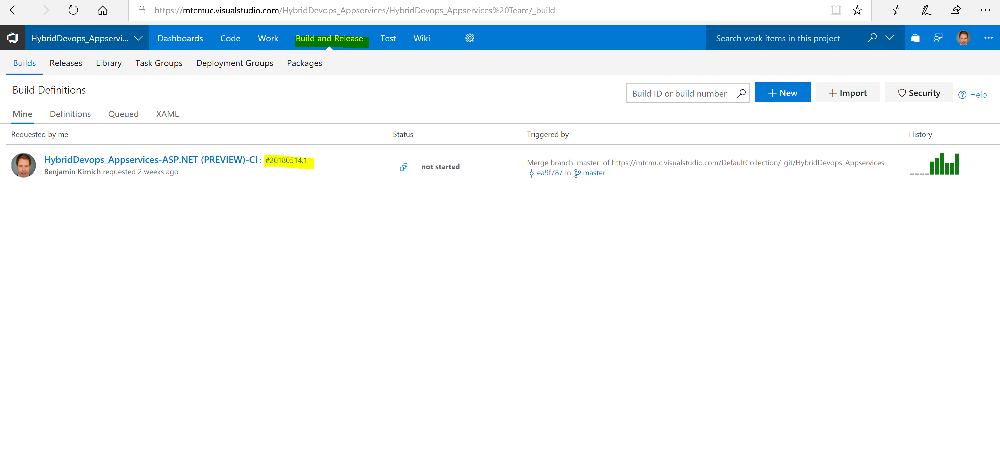 https://mtcmuc.visualstudio.com/HybridDevops_Appservices/HybridDevops_Appservices%20Team/_build
HybridDevops_Appservi... Dashboards Code Work Build and Release Test Wiki Search work items in this project
Builds Releases Library Task Groups Deployment Groups Packages
Build Definitions Build ID or build number New Import Security Help
Mine Definitions Queued XAML
Requested by me Status Triggered by History
HybridDevops_Appservices-ASP.NET (PREVIEW)-CI : #20180514.1
Benjamin Kirnich requested 2 weeks ago
not started
Merge branch 'master' of https://mtcmuc.visualstudio.com/DefaultCollection/_git/HybridDevops_Appservices
ea9f787 in master